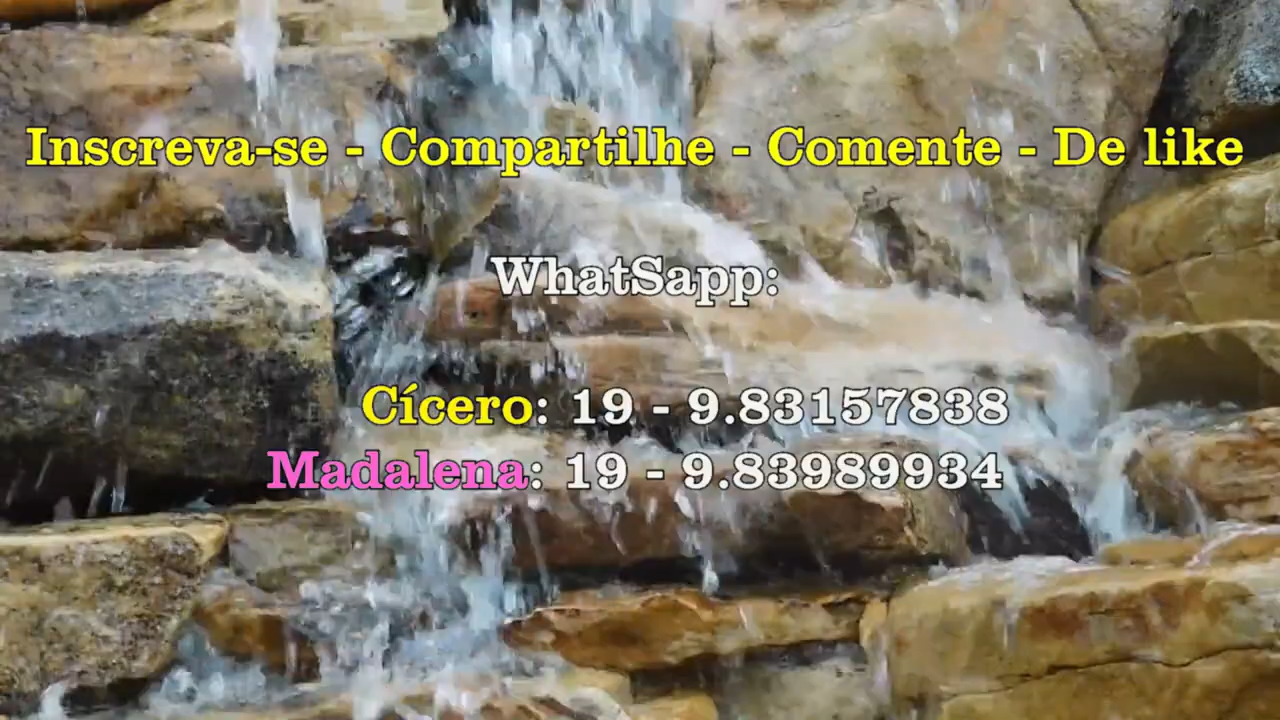 Inscreva-se - Compartilhe - Comente - De like
WhatSapp:
Cícero: 19 - 9.83157838
Madalena: 19 - 9.83989934